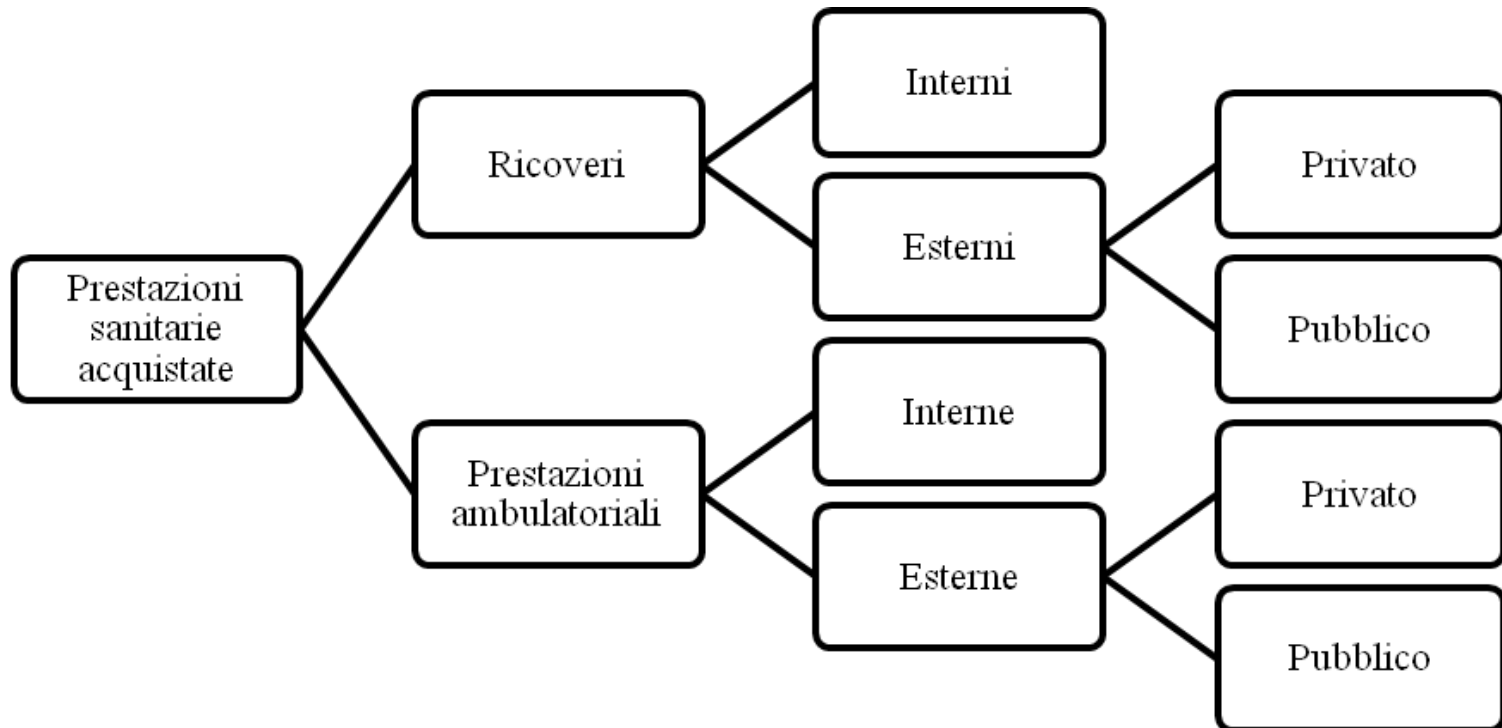 Prestazioni
sanitarie
acquistate
Ricoveri
Prestazioni
ambulatoriali
Interni
Esterni
Interne
Esterne
Privato
Pubblico
Privato
Pubblico